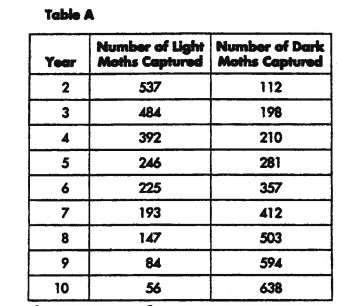 Table A
Year Number of Light Moths Captured Number of Dark Moths Captured
2 537 112
3 484 198
4 392 210
5 246 281
6 225 357
7 193 412
8 147 503
9 84 594
10 56 638